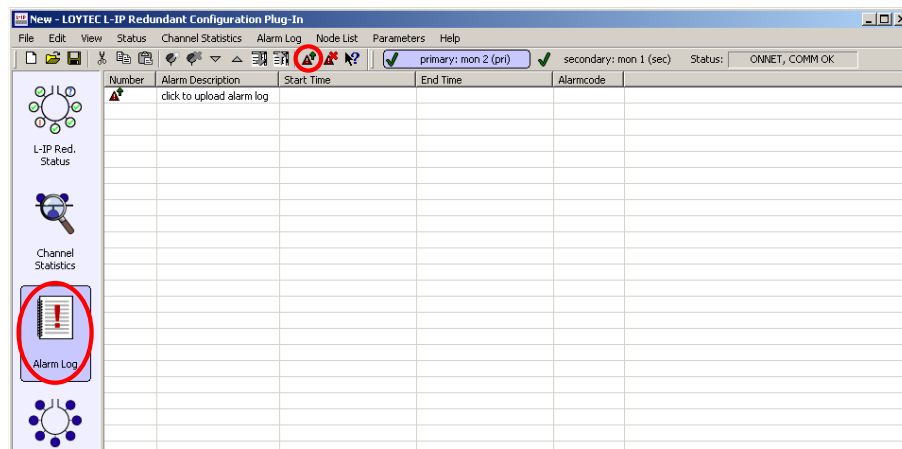 New - LOYTEC L-IP Redundant Configuration Plug-In
File Edit View Status Channel Statistics Alarm Log Node List Parameters Help
primary: mon 2 (pri) secondary: mon 1 (sec) Status: ONNET, COMM OK
Number Alarm Description Start Time End Time Alarmcode
click to upload alarm log
L-IP Red.
Status
Channel
Statistics
Alarm Log